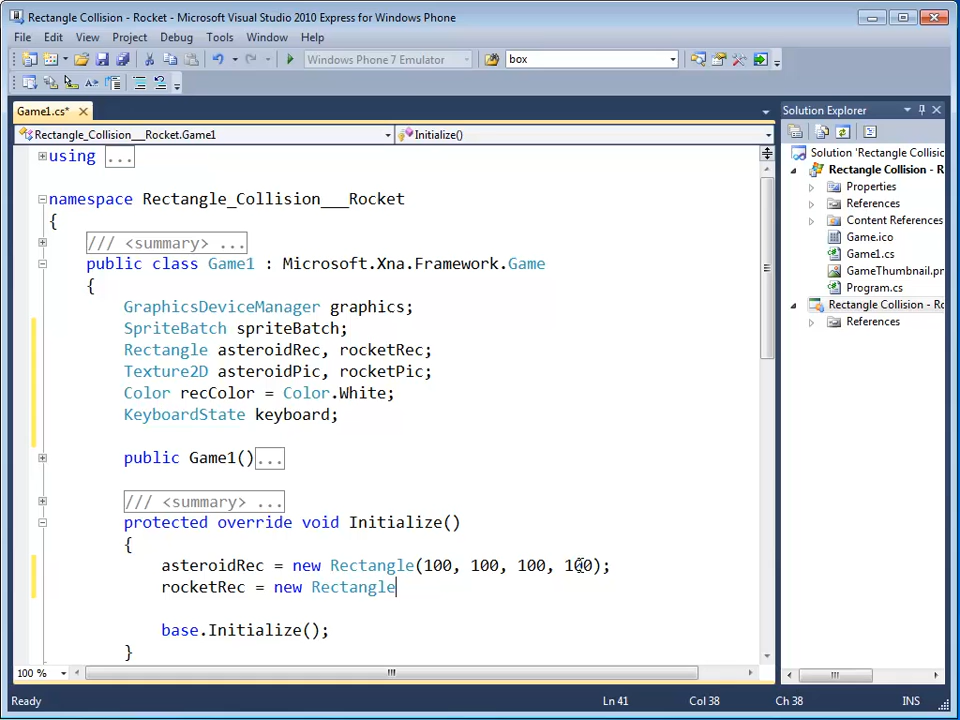 Rectangle Collision - Rocket - Microsoft Visual Studio 2010 Express for Windows Phone
File Edit View Project Debug Tools Window Help
Windows Phone 7 Emulator box
Game1.cs*
Solution Explorer
Rectangle_Collision___Rocket.Game1 Initialize()
using ...
Solution 'Rectangle Collisio
Rectangle Collision - R
Properties
References
Content References
Game.ico
Game1.cs
GameThumbnail.pn
Program.cs
Rectangle Collision - Ro
References
namespace Rectangle_Collision___Rocket
{
/// <summary> ...
public class Game1 : Microsoft.Xna.Framework.Game
{
GraphicsDeviceManager graphics;
SpriteBatch spriteBatch;
Rectangle asteroidRec, rocketRec;
Texture2D asteroidPic, rocketPic;
Color recColor = Color.White;
KeyboardState keyboard;
public Game1()...
/// <summary> ...
protected override void Initialize()
{
asteroidRec = new Rectangle(100, 100, 100, 100);
rocketRec = new Rectangle
base.Initialize();
}
100 %
Ready Ln 41 Col 38 Ch 38 INS